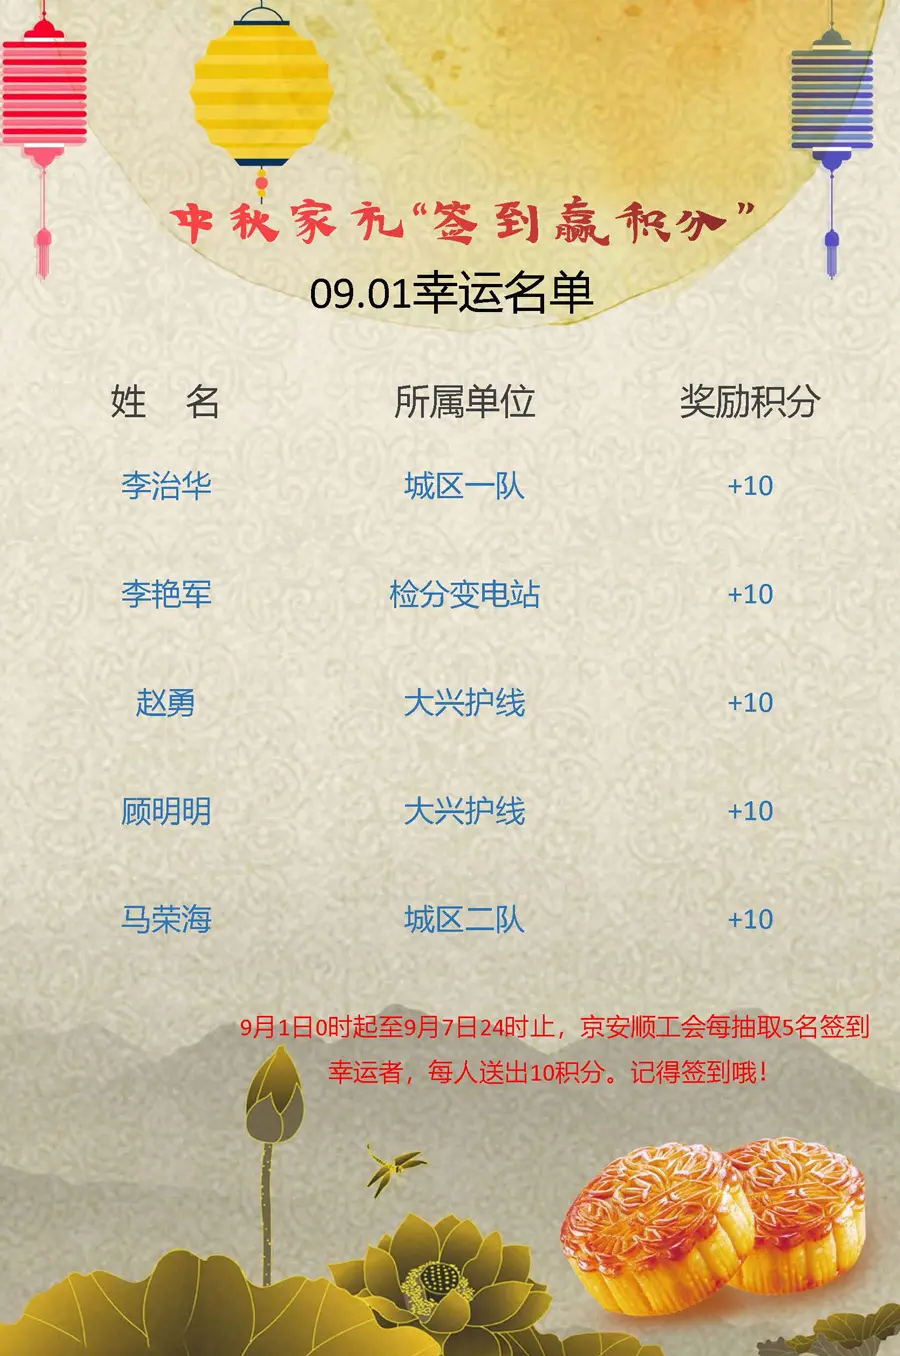 中秋家元“签到赢积分”
09.01幸运名单
姓 名 所属单位 奖励积分
李治华 城区一队 +10
李艳军 检分变电站 +10
赵勇 大兴护线 +10
顾明明 大兴护线 +10
马荣海 城区二队 +10
9月1日0时起至9月7日24时止，京安顺工会每抽取5名签到
幸运者，每人送出10积分。记得签到哦！